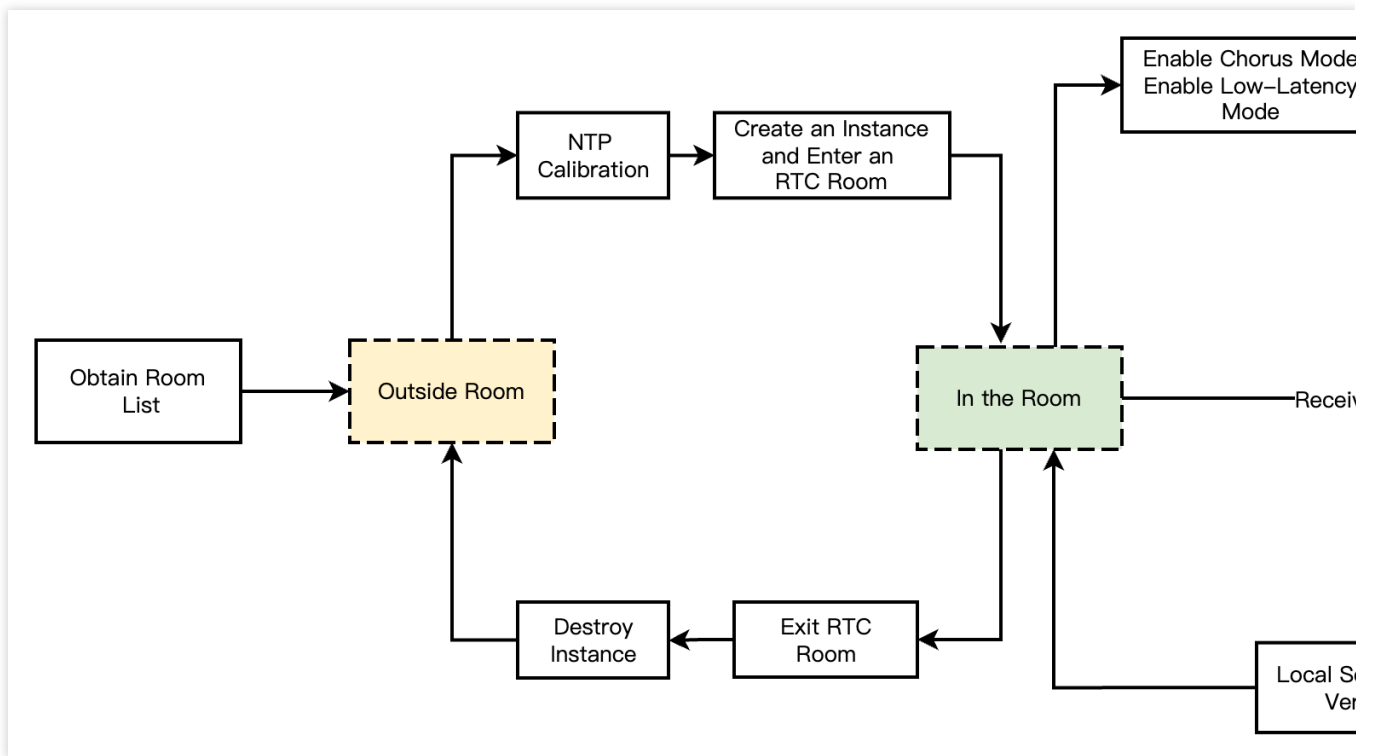 Enable Chorus Mode
Enable Low-Latency
Mode
NTP
Calibration
Create an Instance
and Enter an
RTC Room
Obtain Room
List
Outside Room
In the Room
Destroy
Instance
Exit RTC
Room
Local